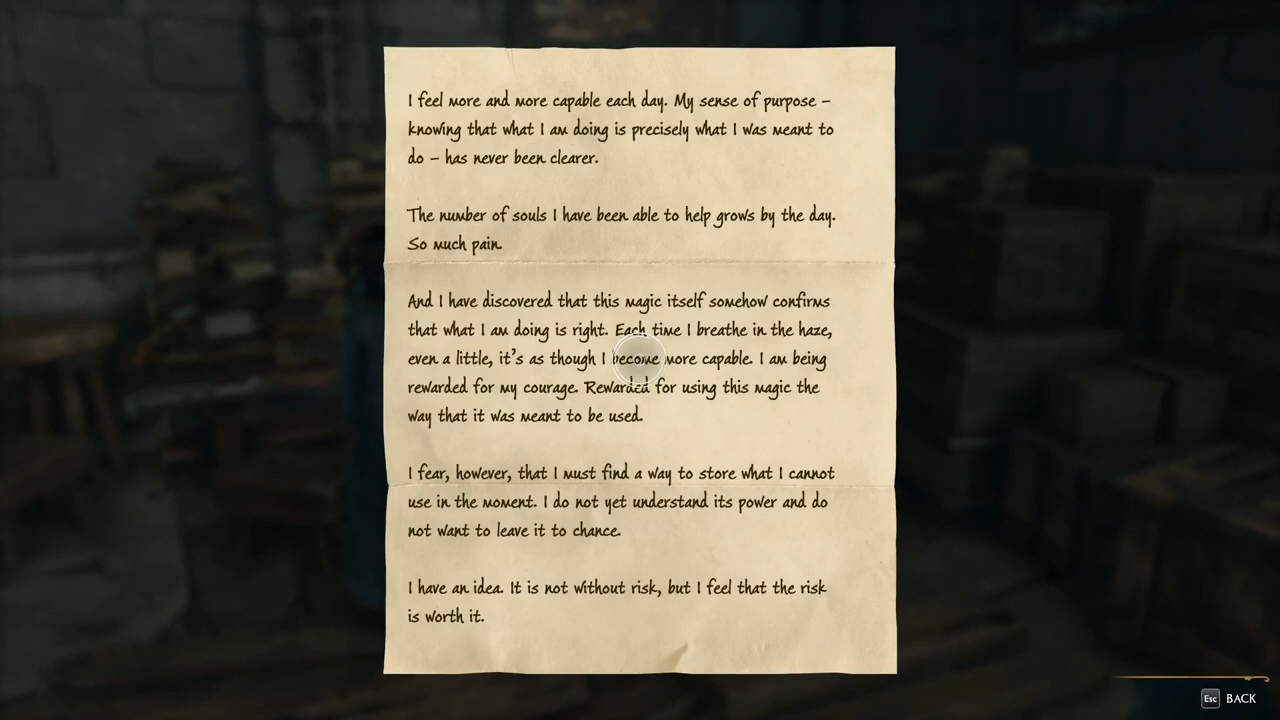 I feel more and more capable each day. My sense of purpose –
knowing that what I am doing is precisely what I was meant to
do – has never been clearer.
The number of souls I have been able to help grows by the day.
So much pain.
And I have discovered that this magic itself somehow confirms
that what I am doing is right. Each time I breathe in the haze,
even a little, it's as though I become more capable. I am being
rewarded for my courage. Rewarded for using this magic the
way that it was meant to be used.
I fear, however, that I must find a way to store what I cannot
use in the moment. I do not yet understand its power and do
not want to leave it to chance.
I have an idea. It is not without risk, but I feel that the risk
is worth it.
Esc BACK